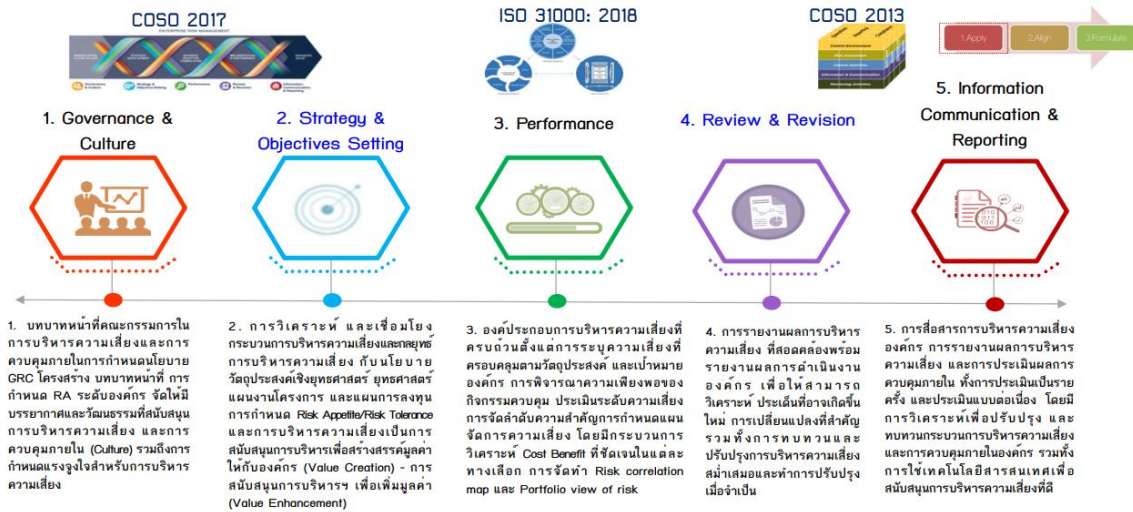 COSO 2017
ENTERPRISE RISK MANAGEMENT
ISO 31000: 2018
COSO 2013
1.Apply
2.Align
3.Formulate
Governance & Culture
Strategy & Objective-Setting
Performance
Review & Revision
Information, Communication & Reporting
Control Environment
Risk Assessment
Control Activities
Information & Communication
Monitoring Activities
1. Governance &
Culture
2. Strategy &
Objectives Setting
3. Performance
4. Review & Revision
5. Information
Communication &
Reporting
1. บทบาทหน้าที่คณะกรรมการใน
การบริหารความเสี่ยงและการ
ควบคุมภายในการกำหนดนโยบาย
GRC โครงสร้าง บทบาทหน้าที่ การ
กำหนด RA ระดับองค์กร จัดให้มี
บรรยากาศและวัฒนธรรมที่สนับสนุน
การบริหารความเสี่ยง และการ
ควบคุมภายใน (Culture) รวมถึงการ
กำหนดแรงจูงใจสำหรับการบริหาร
ความเสี่ยง
2. การวิเคราะห์ และเชื่อมโยง
กระบวนการบริหารความเสี่ยงและกลยุทธ์
การบริหารความเสี่ยง กับนโยบาย
วัตถุประสงค์เชิงยุทธศาสตร์ ยุทธศาสตร์
แผนงานโครงการ และแผนการลงทุน
การกำหนด Risk Appetite/Risk Tolerance
และการบริหารความเสี่ยงเป็นการ
สนับสนุนการบริหารเพื่อสร้างสรรค์มูลค่า
ให้กับองค์กร (Value Creation) - การ
สนับสนุนการบริหารฯ เพื่อเพิ่มมูลค่า
(Value Enhancement)
3. องค์ประกอบการบริหารความเสี่ยงที่
ครบถ้วนตั้งแต่การระบุความเสี่ยงที่
ครอบคลุมตามวัตถุประสงค์ และเป้าหมาย
องค์กร การพิจารณาความเพียงพอของ
กิจกรรมควบคุม ประเมินระดับความเสี่ยง
การจัดลำดับความสำคัญการกำหนดแผน
จัดการความเสี่ยง โดยมีกระบวนการ
วิเคราะห์ Cost Benefit ที่ชัดเจนในแต่ละ
ทางเลือก การจัดทำ Risk correlation
map และ Portfolio view of risk
4. การรายงานผลการบริหาร
ความเสี่ยง ที่สอดคล้องพร้อม
รายงานผลการดำเนินงาน
องค์กร เพื่อให้สามารถ
วิเคราะห์ ประเด็นที่อาจเกิดขึ้น
ใหม่ การเปลี่ยนแปลงที่สำคัญ
รวมทั้งการทบทวนและ
ปรับปรุงการบริหารความเสี่ยง
สม่ำเสมอและทำการปรับปรุง
เมื่อจำเป็น
5. การสื่อสารการบริหารความเสี่ยง
องค์กร การรายงานผลการบริหาร
ความเสี่ยง และการประเมินผลการ
ควบคุมภายใน ทั้งการประเมินเป็นราย
ครั้ง และประเมินแบบต่อเนื่อง โดยมี
การวิเคราะห์เพื่อปรับปรุง และ
ทบทวนกระบวนการบริหารความเสี่ยง
และการควบคุมภายในองค์กร รวมทั้ง
การใช้เทคโนโลยีสารสนเทศเพื่อ
สนับสนุนการบริหารความเสี่ยงที่ดี